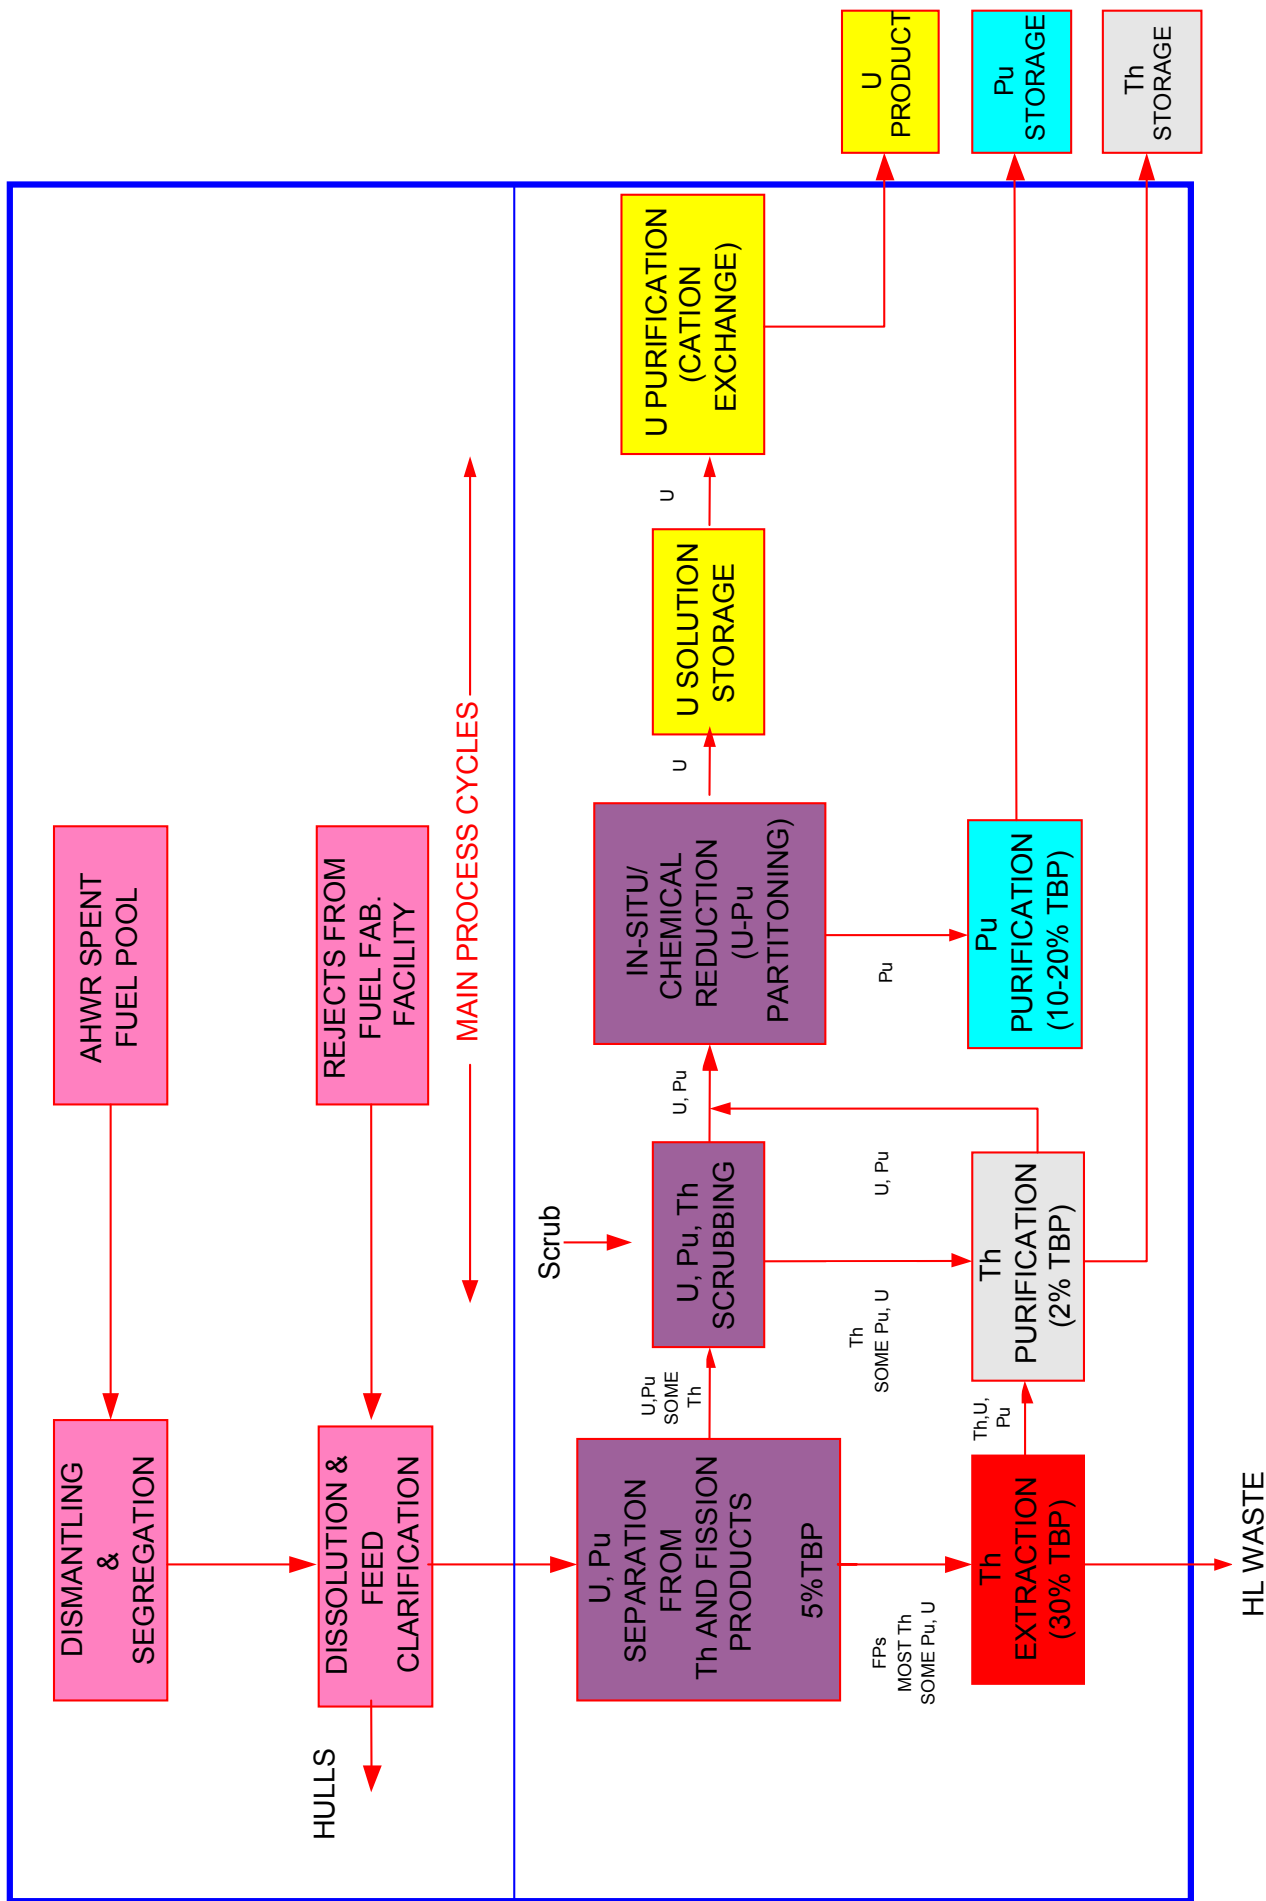 AHWR SPENT
FUEL POOL
DISMANTLING
&
SEGREGATION
REJECTS FROM
FUEL FAB.
FACILITY
DISSOLUTION &
FEED
CLARIFICATION
HULLS
MAIN PROCESS CYCLES
Scrub
U, Pu
SEPARATION
FROM
Th AND FISSION
PRODUCTS
5%TBP
U,Pu
SOME
Th
U, Pu, Th
SCRUBBING
U, Pu
IN-SITU/
CHEMICAL
REDUCTION
(U-Pu
PARTITONING)
U
U SOLUTION
STORAGE
U
U PURIFICATION
(CATION
EXCHANGE)
U
PRODUCT
FPs
MOST Th
SOME Pu, U
Th
SOME Pu, U
U, Pu
Pu
Th
EXTRACTION
(30% TBP)
Th,U,
Pu
Th
PURIFICATION
(2% TBP)
Pu
PURIFICATION
(10-20% TBP)
Pu
STORAGE
Th
STORAGE
HL WASTE